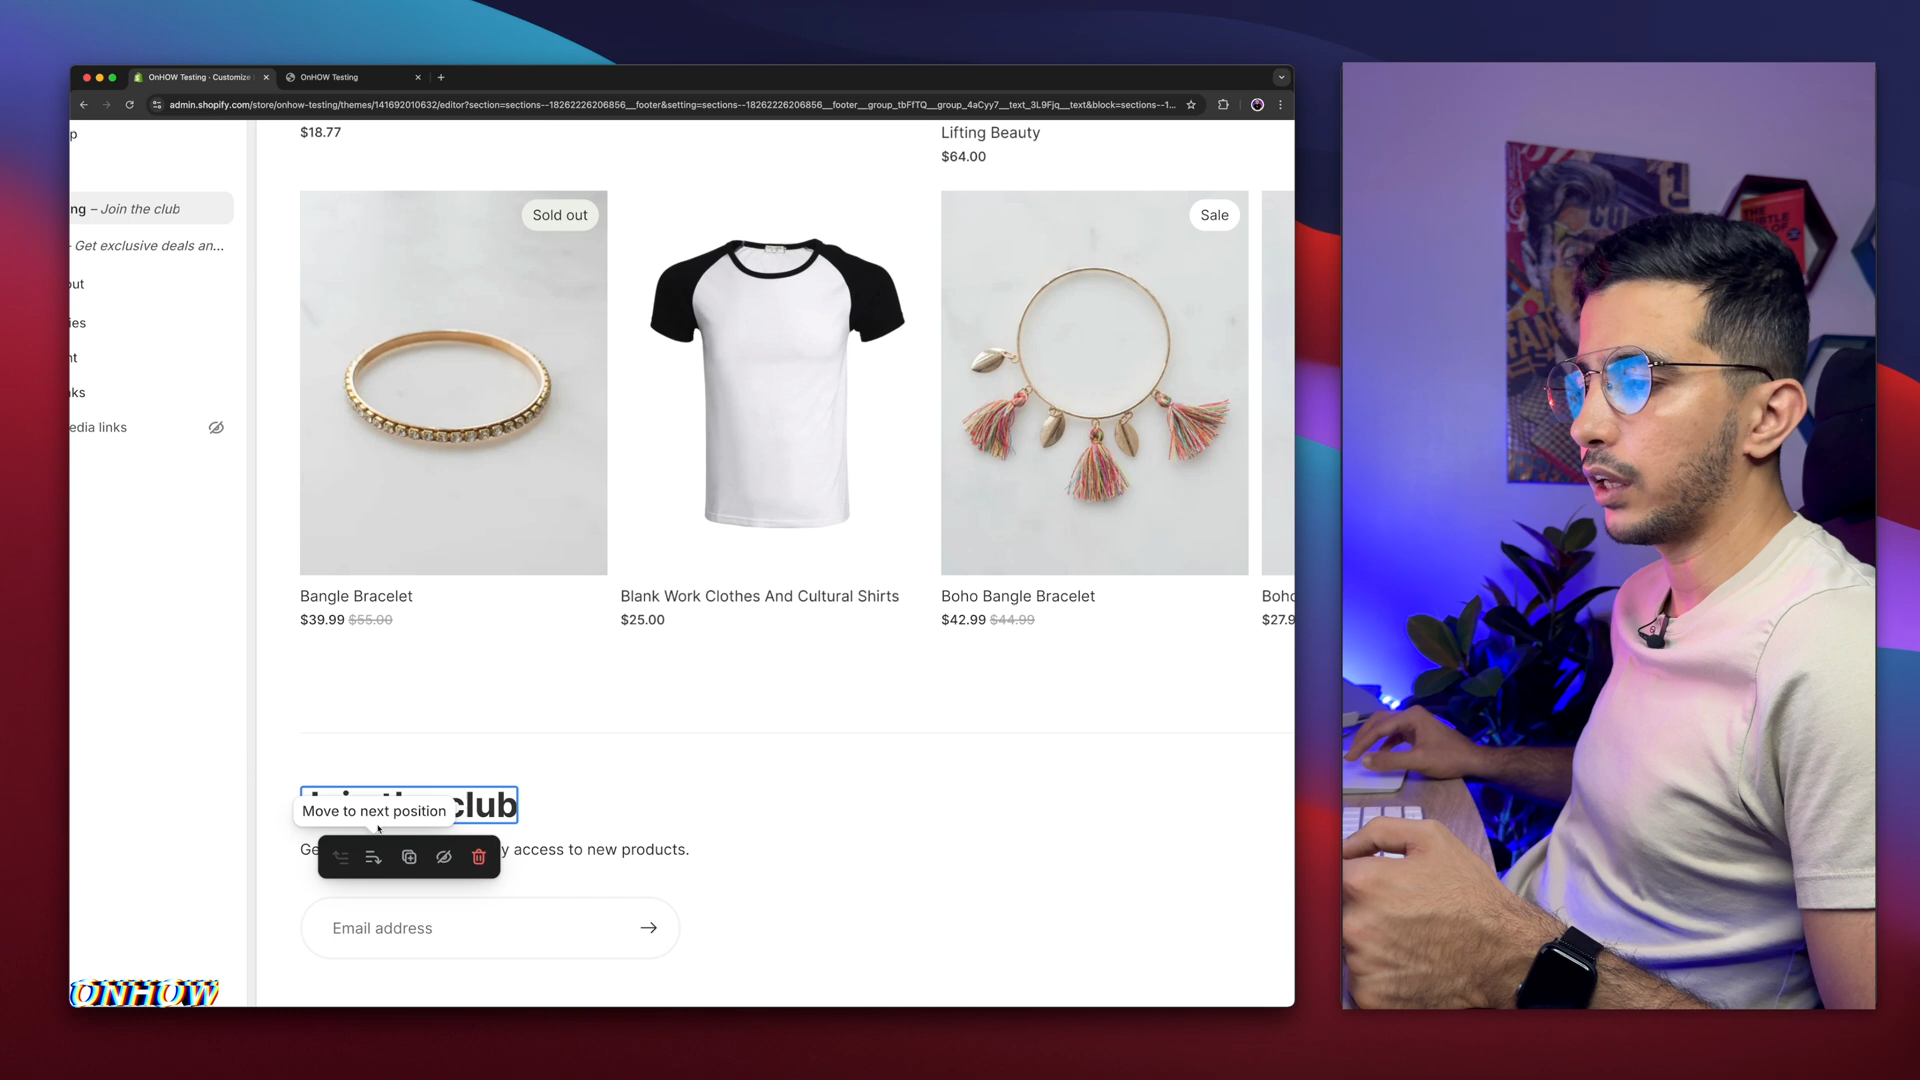 OnHOW Testing · Customize
OnHOW Testing
admin.shopify.com/store/onhow-testing/themes/141692010632/editor?section=sections--18262226206856__footer&setting=sections--18262226206856__footer__group_tbFfTQ__group_4aCyy7__text_3L9Fjq__text&block=sections--1...
p
ng – Join the club
- Get exclusive deals an...
out
ies
nt
ks
edia links
$18.77
Lifting Beauty
$64.00
Sold out
Sale
Bangle Bracelet
$39.99 $55.00
Blank Work Clothes And Cultural Shirts
$25.00
Boho Bangle Bracelet
$42.99 $44.99
Boho
$27.9
club
Move to next position
Ge y access to new products.
Email address
ONHOW
THE
SUBTLE